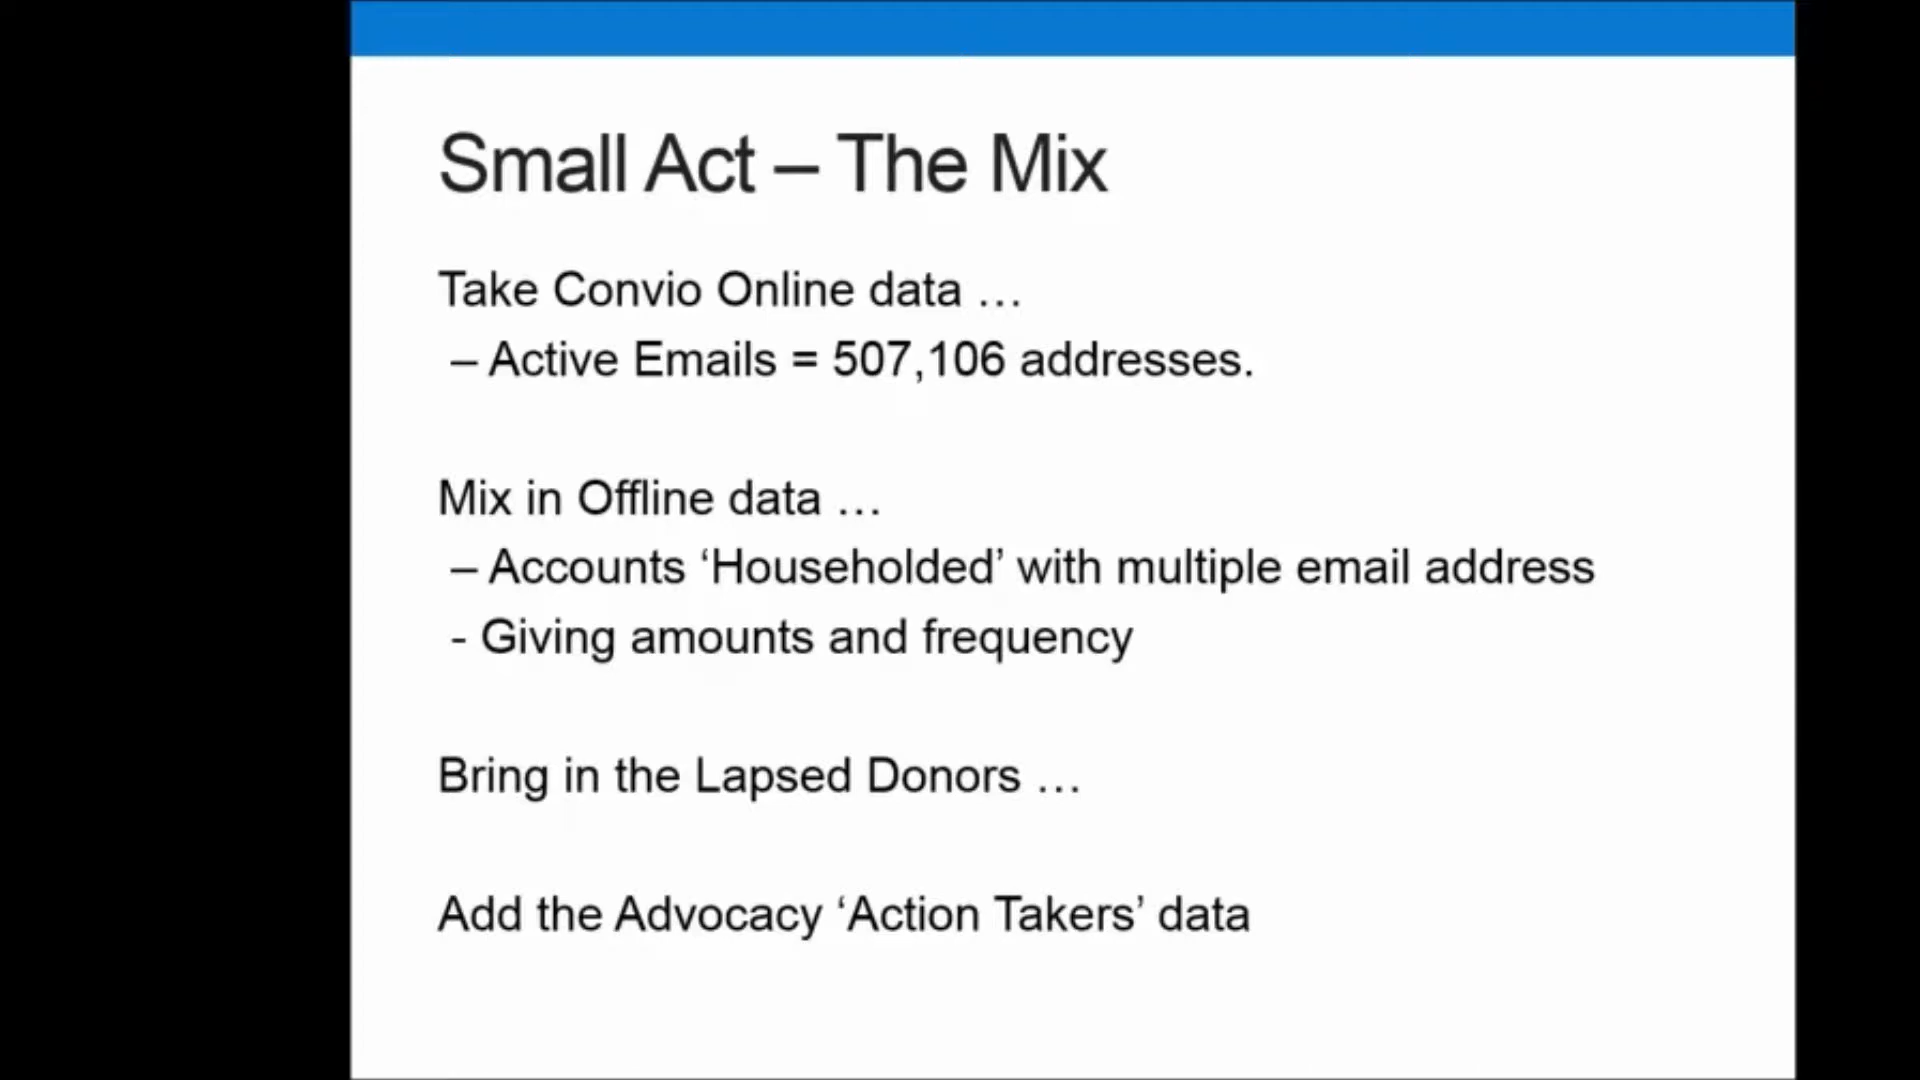 Small Act – The Mix
Take Convio Online data …
– Active Emails = 507,106 addresses.
Mix in Offline data …
– Accounts ‘Householded’ with multiple email address
- Giving amounts and frequency
Bring in the Lapsed Donors …
Add the Advocacy ‘Action Takers’ data